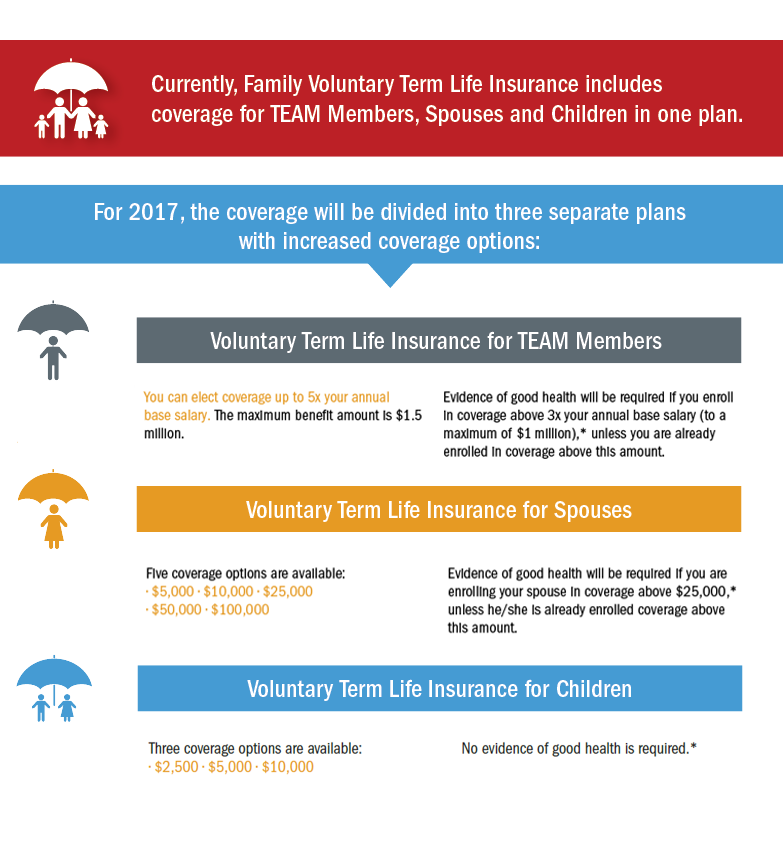 Currently, Family Voluntary Term Life Insurance includes
coverage for TEAM Members, Spouses and Children in one plan.
For 2017, the coverage will be divided into three separate plans
with increased coverage options:
Voluntary Term Life Insurance for TEAM Members
You can elect coverage up to 5x your annual
base salary. The maximum benefit amount is $1.5
million.
Evidence of good health will be required if you enroll
in coverage above 3x your annual base salary (to a
maximum of $1 million),* unless you are already
enrolled in coverage above this amount.
Voluntary Term Life Insurance for Spouses
Five coverage options are available:
· $5,000 · $10,000 · $25,000
· $50,000 · $100,000
Evidence of good health will be required if you are
enrolling your spouse in coverage above $25,000,*
unless he/she is already enrolled coverage above
this amount.
Voluntary Term Life Insurance for Children
Three coverage options are available:
· $2,500 · $5,000 · $10,000
No evidence of good health is required.*